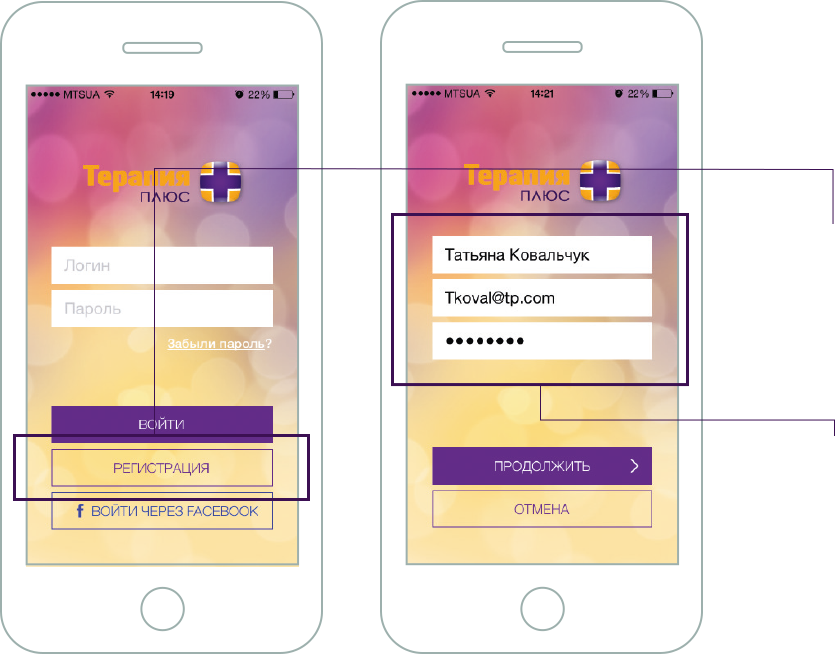 MTSUA 14:19 22%
Терапия
ПЛЮС
Логин
Пароль
Забыли пароль?
ВОЙТИ
РЕГИСТРАЦИЯ
f ВОЙТИ ЧЕРЕЗ FACEBOOK
MTSUA 14:21 22%
Терапия
ПЛЮС
Татьяна Ковальчук
Tkoval@tp.com
ПРОДОЛЖИТЬ
ОТМЕНА